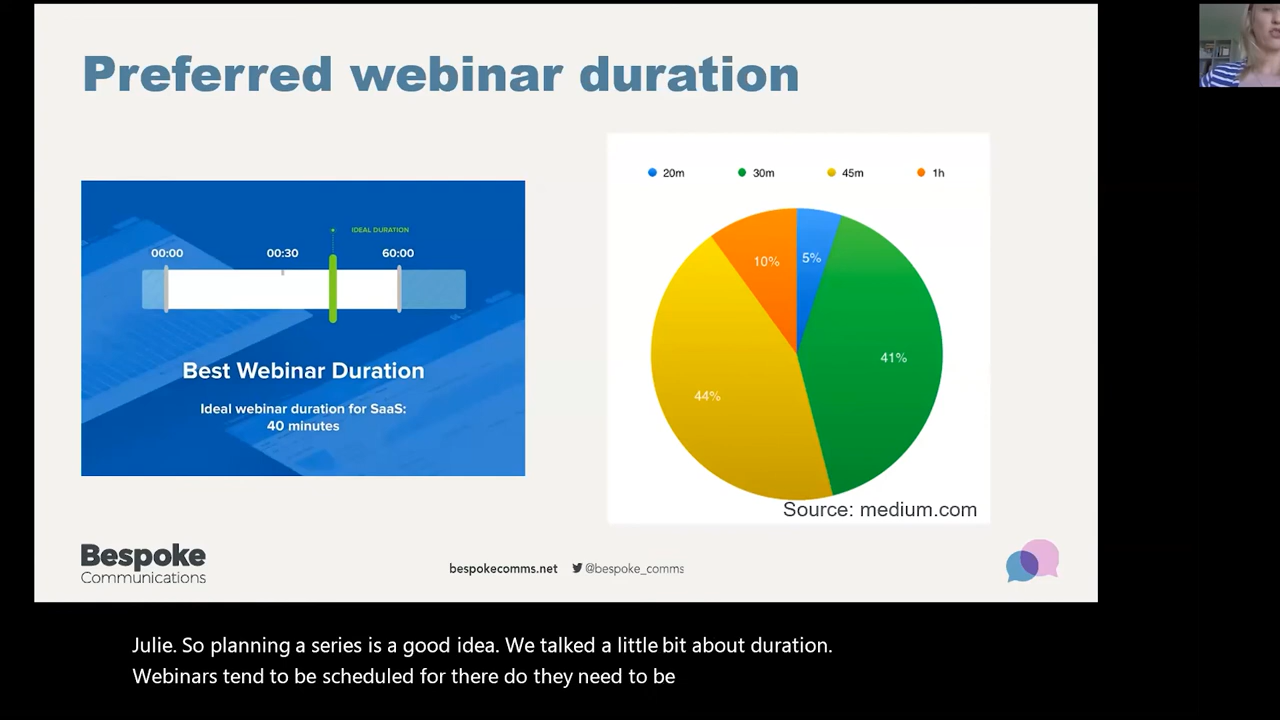 Preferred webinar duration
IDEAL DURATION
00:00 00:30 60:00
Best Webinar Duration
Ideal webinar duration for SaaS:
40 minutes
20m 30m 45m 1h
10% 5%
41%
44%
Source: medium.com
Bespoke
Communications
bespokecomms.net @bespoke_comms
Julie. So planning a series is a good idea. We talked a little bit about duration.
Webinars tend to be scheduled for there do they need to be